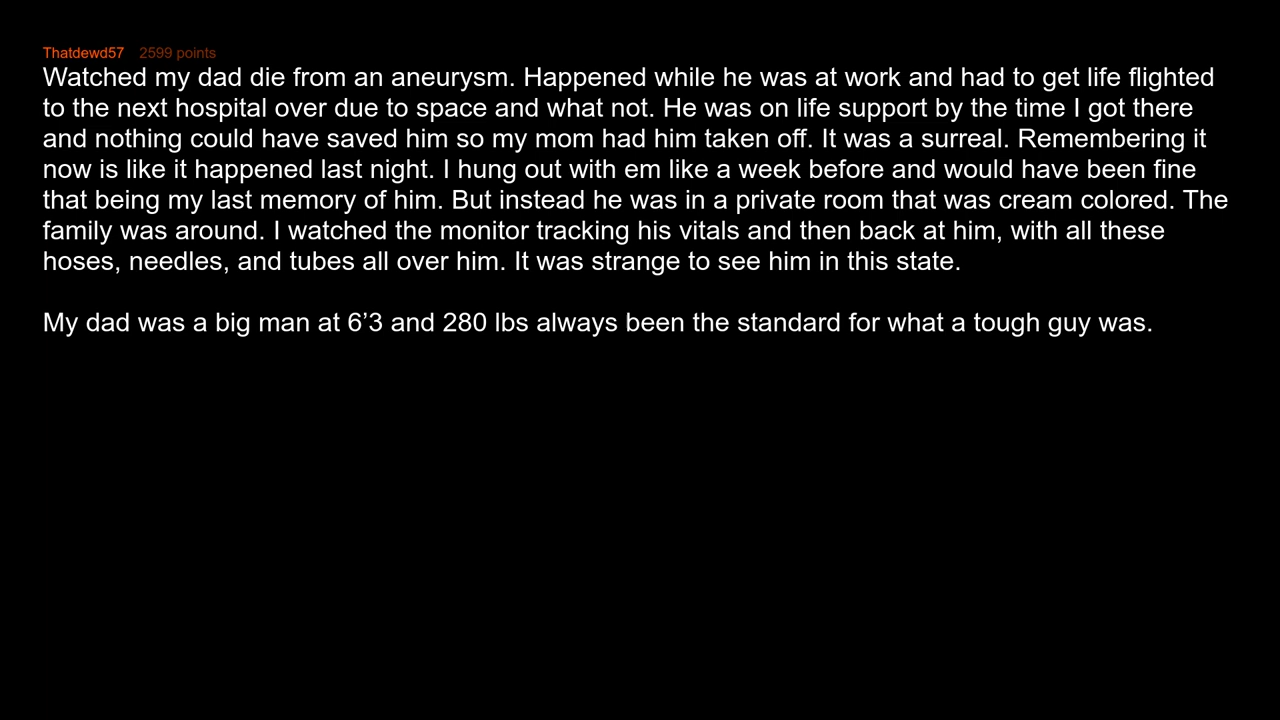 Thatdewd57 2599 points
Watched my dad die from an aneurysm. Happened while he was at work and had to get life flighted
to the next hospital over due to space and what not. He was on life support by the time I got there
and nothing could have saved him so my mom had him taken off. It was a surreal. Remembering it
now is like it happened last night. I hung out with em like a week before and would have been fine
that being my last memory of him. But instead he was in a private room that was cream colored. The
family was around. I watched the monitor tracking his vitals and then back at him, with all these
hoses, needles, and tubes all over him. It was strange to see him in this state.
My dad was a big man at 6’3 and 280 lbs always been the standard for what a tough guy was.